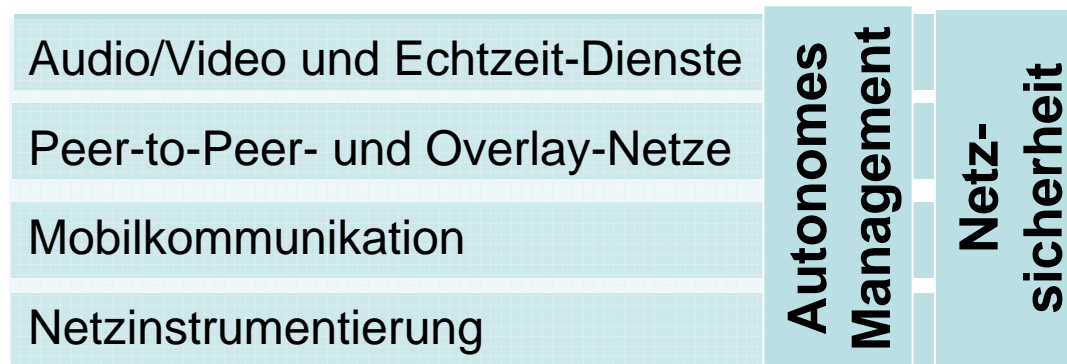 Audio/Video und Echtzeit-Dienste
Peer-to-Peer- und Overlay-Netze
Mobilkommunikation
Netzinstrumentierung
Autonomes
Management
Netz-
sicherheit